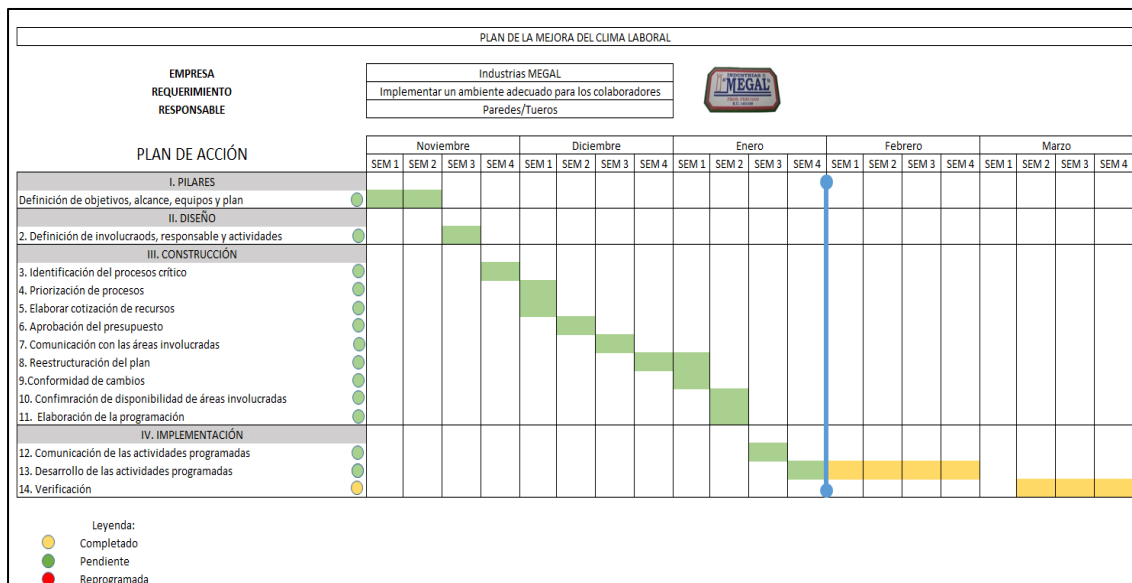 PLAN DE LA MEJORA DEL CLIMA LABORAL
EMPRESA Industrias MEGAL
REQUERIMIENTO Implementar un ambiente adecuado para los colaboradores
RESPONSABLE Paredes/Tueros
INDUSTRIAS
"MEGAL"
PLAN DE ACCIÓN
Noviembre Diciembre Enero Febrero Marzo
SEM 1 SEM 2 SEM 3 SEM 4 SEM 1 SEM 2 SEM 3 SEM 4 SEM 1 SEM 2 SEM 3 SEM 4 SEM 1 SEM 2 SEM 3 SEM 4 SEM 1 SEM 2 SEM 3 SEM 4
I. PILARES
Definición de objetivos, alcance, equipos y plan
II. DISEÑO
2. Definición de involucraods, responsable y actividades
III. CONSTRUCCIÓN
3. Identificación del procesos crítico
4. Priorización de procesos
5. Elaborar cotización de recursos
6. Aprobación del presupuesto
7. Comunicación con las áreas involucradas
8. Reestructuración del plan
9.Conformidad de cambios
10. Confimración de disponibilidad de áreas involucradas
11. Elaboración de la programación
IV. IMPLEMENTACIÓN
12. Comunicación de las actividades programadas
13. Desarrollo de las actividades programadas
14. Verificación
Leyenda:
Completado
Pendiente
Reprogramada